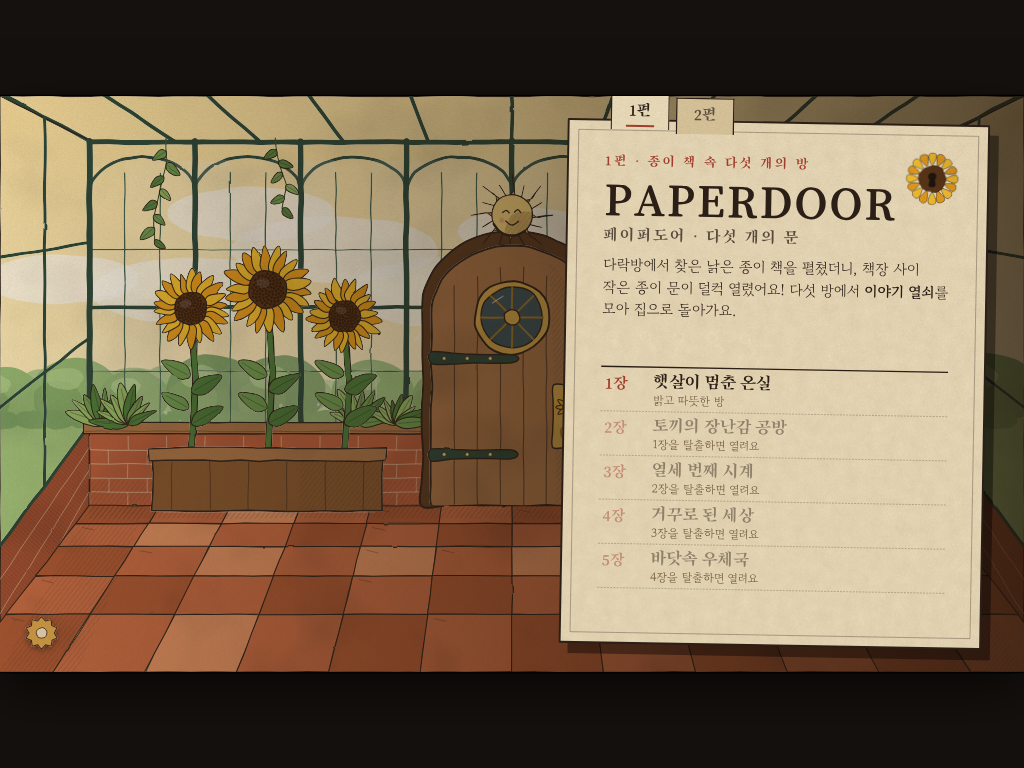 1편
2편
1편 · 종이 책 속 다섯 개의 방
PAPERDOOR
페이퍼도어 · 다섯 개의 문
다락방에서 찾은 낡은 종이 책을 펼쳤더니, 책장 사이
작은 종이 문이 덜컥 열렸어요! 다섯 방에서 이야기 열쇠를
모아 집으로 돌아가요.
1장 햇살이 멈춘 온실
밝고 따뜻한 방
2장 토끼의 장난감 공방
1장을 탈출하면 열려요
3장 열세 번째 시계
2장을 탈출하면 열려요
4장 거꾸로 된 세상
3장을 탈출하면 열려요
5장 바닷속 우체국
4장을 탈출하면 열려요